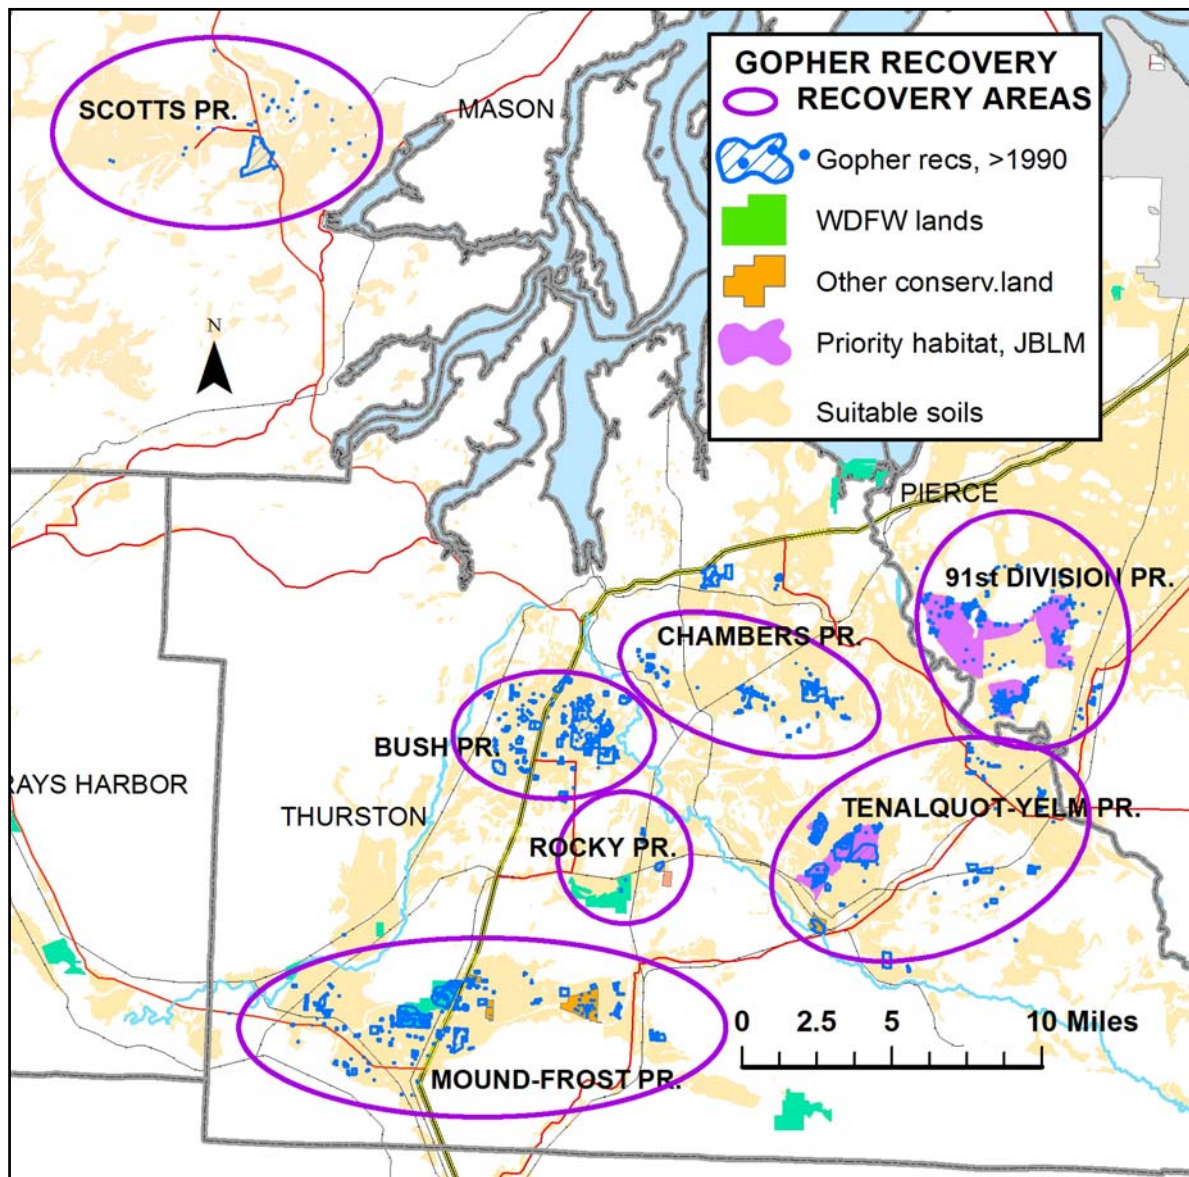 GOPHER RECOVERY
RECOVERY AREAS
Gopher recs, >1990
WDFW lands
Other conserv.land
Priority habitat, JBLM
Suitable soils
SCOTTS PR.
MASON
N
PIERCE
91st DIVISION PR.
CHAMBERS PR.
BUSH PR.
RAYS HARBOR
THURSTON
TENALQUOT-YELM PR.
ROCKY PR.
0 2.5 5 10 Miles
MOUND-FROST PR.